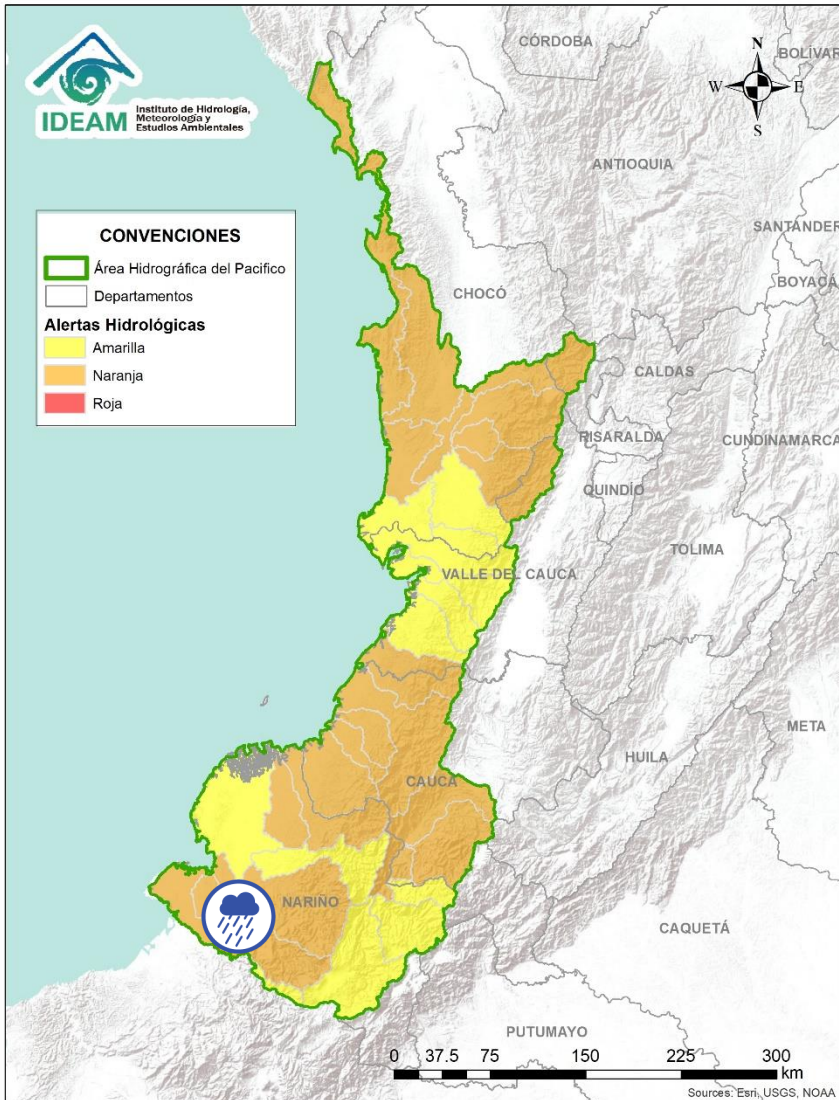 IDEAM
Instituto de Hidrología,
Meteorología y
Estudios Ambientales
CÓRDOBA
BOLÍVAR
N
W
E
S
ANTIOQUIA
SANTANDER
BOYACÁ
CONVENCIONES
Área Hidrográfica del Pacifico
Departamentos
Alertas Hidrológicas
Amarilla
Naranja
Roja
CHOCÓ
CALDAS
RISARALDA
CUNDINAMARCA
QUINDÍO
TOLIMA
VALLE DEL CAUCA
META
HUILA
CAUCA
NARIÑO
CAQUETÁ
PUTUMAYO
0 37.5 75 150 225 300
km
Sources: Esri, USGS, NOAA